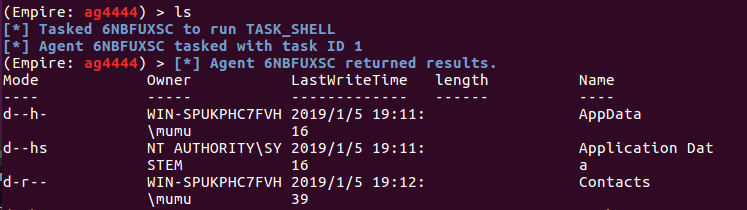 (Empire: ag4444) > ls
[*] Tasked 6NBFUXSC to run TASK_SHELL
[*] Agent 6NBFUXSC tasked with task ID 1
(Empire: ag4444) > [*] Agent 6NBFUXSC returned results.
Mode Owner LastWriteTime length Name
---- ----- ------------- ------ ----
d--h- WIN-SPUKPHC7FVH 2019/1/5 19:11: AppData
\mumu 16
d--hs NT AUTHORITY\SY 2019/1/5 19:11: Application Dat
STEM 16 a
d-r-- WIN-SPUKPHC7FVH 2019/1/5 19:12: Contacts
\mumu 39